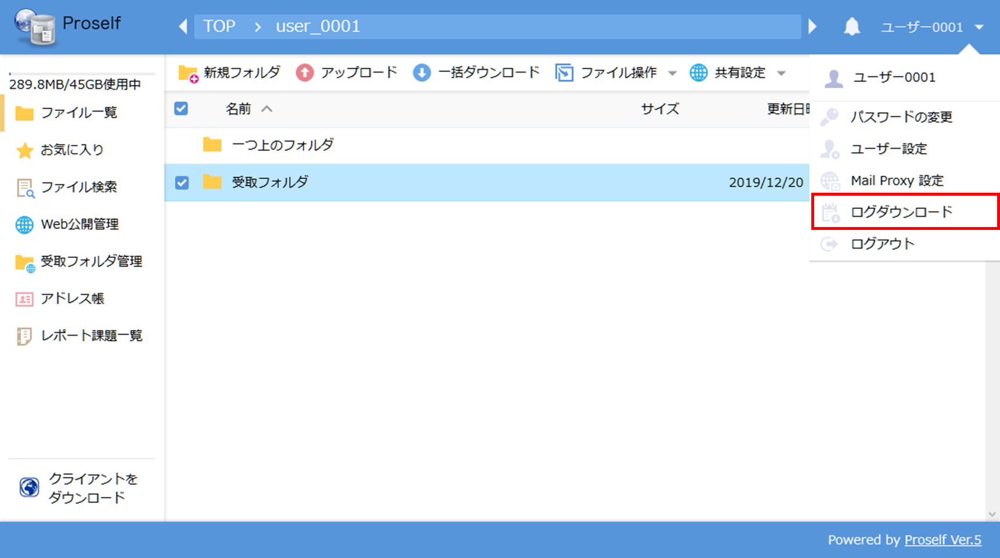 Proself
TOP > user_0001
ユーザー0001
289.8MB/45GB使用中
ファイル一覧
お気に入り
ファイル検索
Web公開管理
受取フォルダ管理
アドレス帳
レポート課題一覧
クライアントを
ダウンロード
新規フォルダ アップロード 一括ダウンロード ファイル操作 共有設定
名前 サイズ 更新日時
一つ上のフォルダ
受取フォルダ 2019/12/20
ユーザー0001
パスワードの変更
ユーザー設定
Mail Proxy 設定
ログダウンロード
ログアウト
Powered by Proself Ver.5